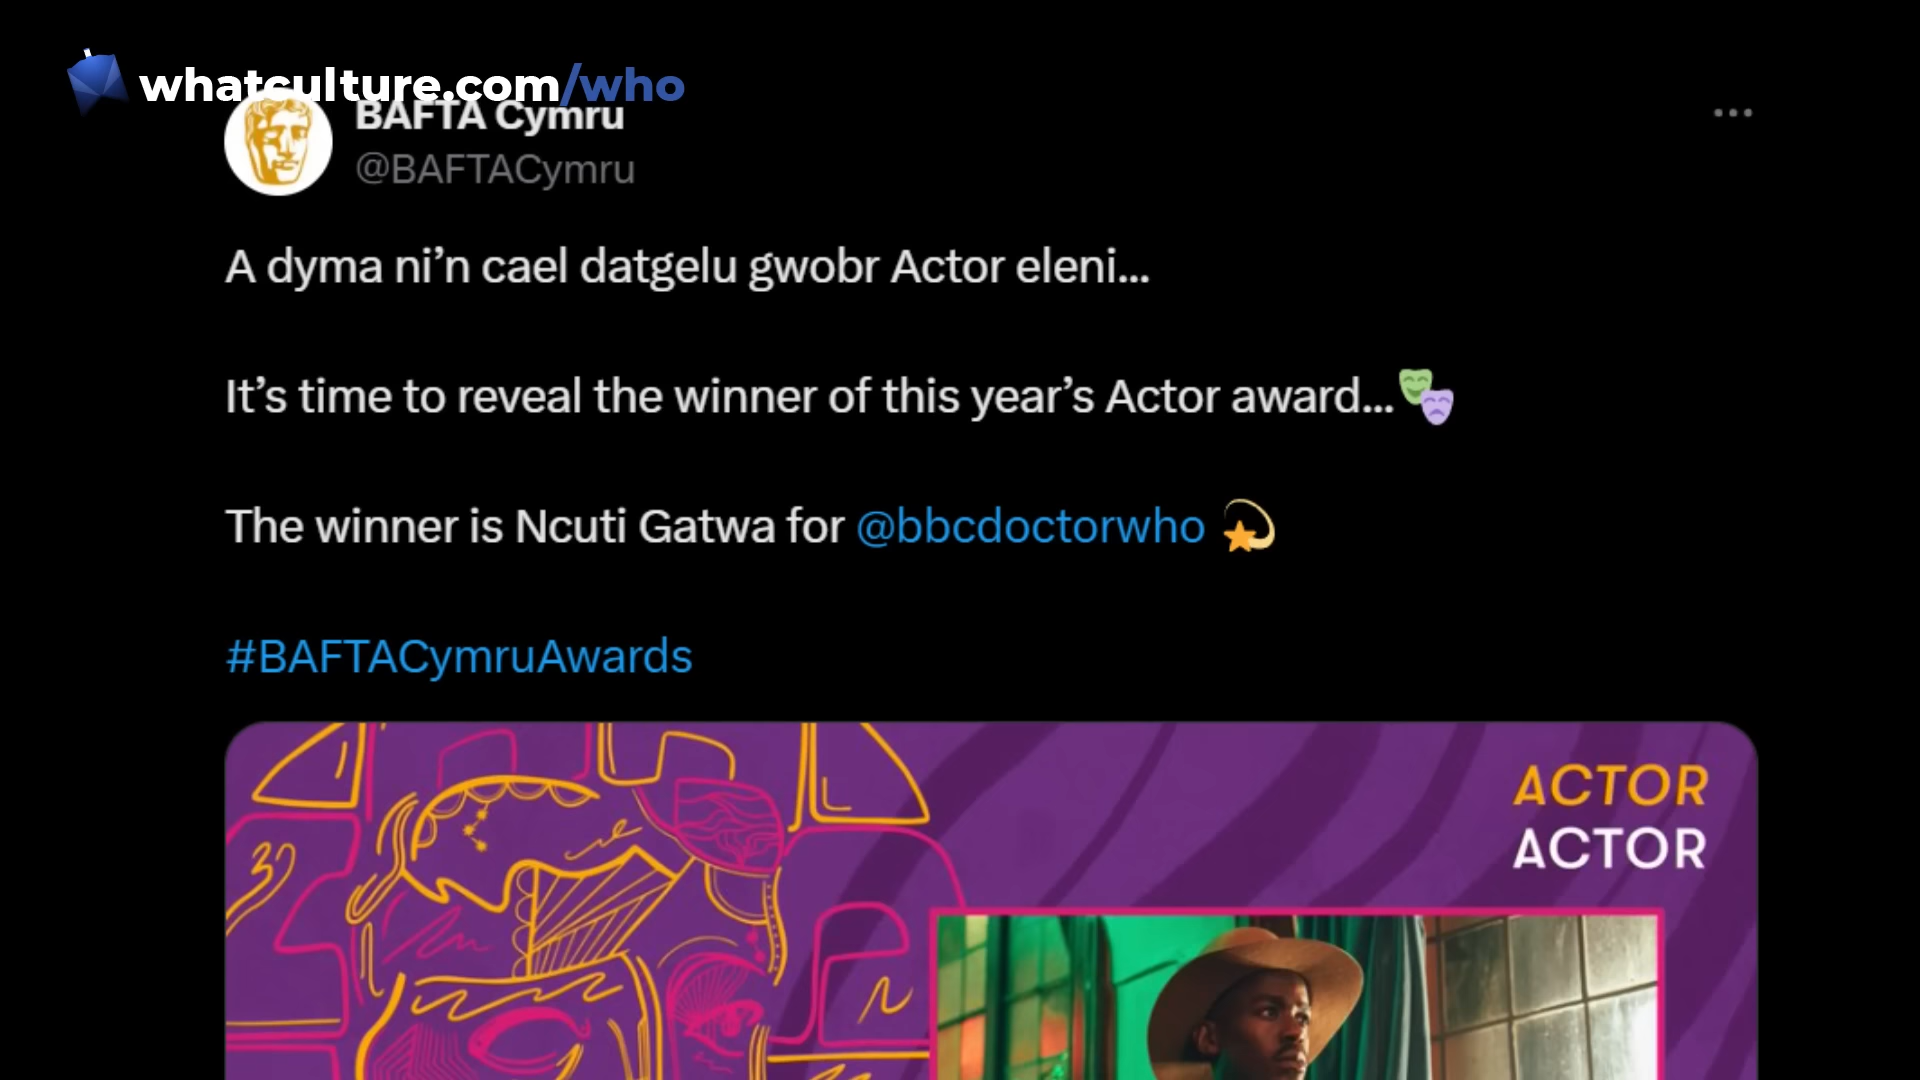 whatculture.com/who
BAFTA Cymru
@BAFTACymru
A dyma ni’n cael datgelu gwobr Actor eleni...
It’s time to reveal the winner of this year’s Actor award...🎭
The winner is Ncuti Gatwa for @bbcdoctorwho 💫
#BAFTACymruAwards
ACTOR
ACTOR